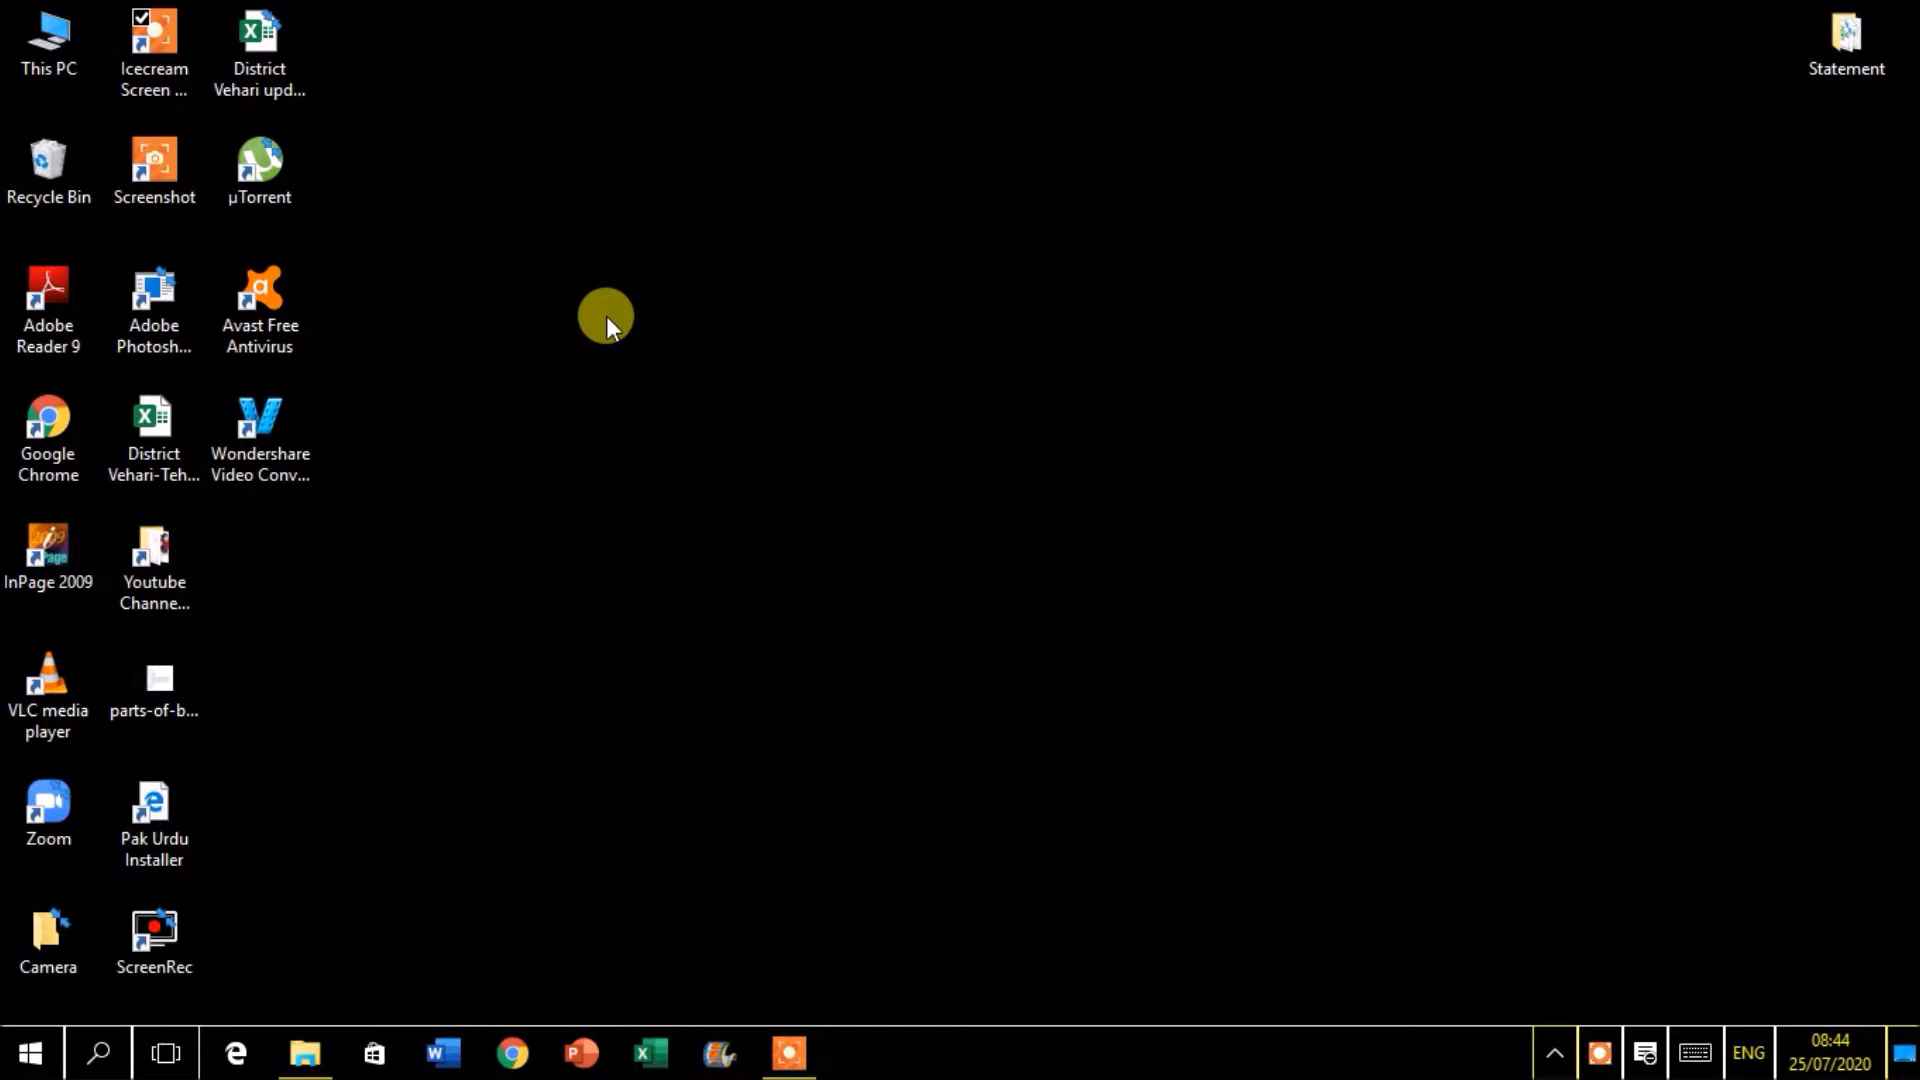 This PC
Icecream
Screen ...
District
Vehari upd...
Statement
Recycle Bin
Screenshot
µTorrent
Adobe
Reader 9
Adobe
Photosh...
Avast Free
Antivirus
Google
Chrome
District
Vehari-Teh...
Wondershare
Video Conv...
InPage 2009
Youtube
Channe...
VLC media
player
parts-of-b...
Zoom
Pak Urdu
Installer
Camera
ScreenRec
ENG
08:44
25/07/2020